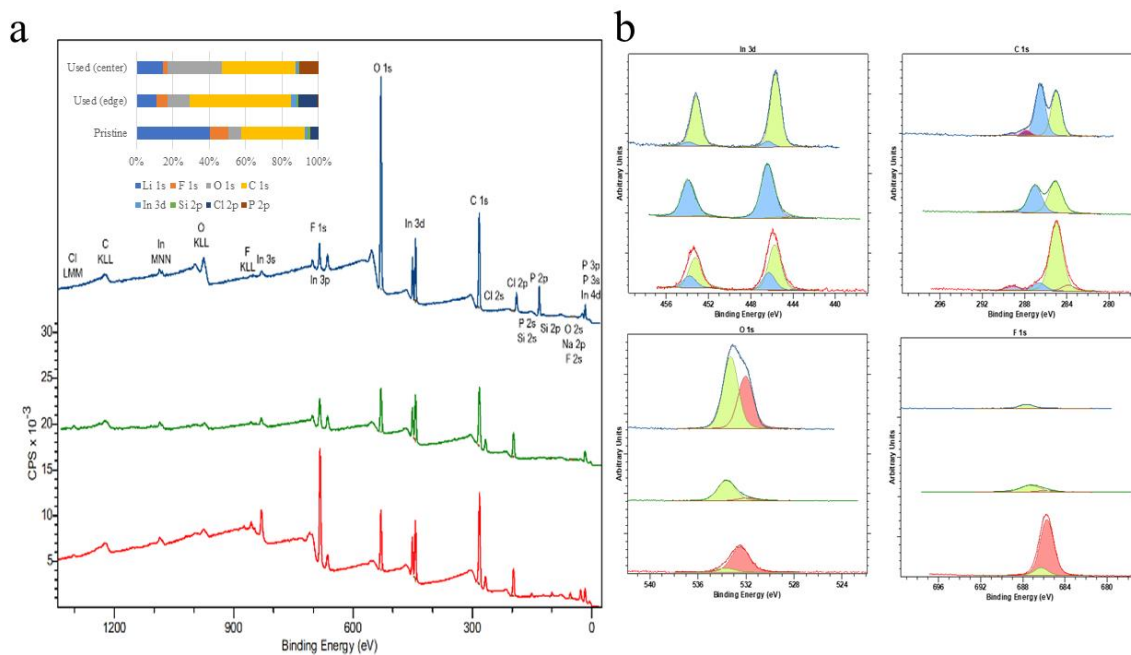 a
Used (center)
Used (edge)
Pristine
0% 20% 40% 60% 80% 100%
Li 1s F 1s O 1s C 1s
In 3d Si 2p Cl 2p P 2p
Cl
LMM
C
KLL
In
MNN
O
KLL
F
KLL
In 3s
F 1s
In 3p
O 1s
In 3d
C 1s
Cl 2s
Cl 2p
P 2s
Si 2s
P 2p
Si 2p
P 3p
P 3s
In 4d
O 2s
Na 2p
F 2s
30
25
20
15
10
5
CPS x 10⁻³
1200 900 600 300 0
Binding Energy (eV)
b
In 3d
Arbitrary Units
456 452 448 444 440
Binding Energy (eV)
C 1s
Arbitrary Units
296 292 288 284 280
Binding Energy (eV)
O 1s
Arbitrary Units
540 536 532 528 524
Binding Energy (eV)
F 1s
Arbitrary Units
696 692 688 684 680
Binding Energy (eV)